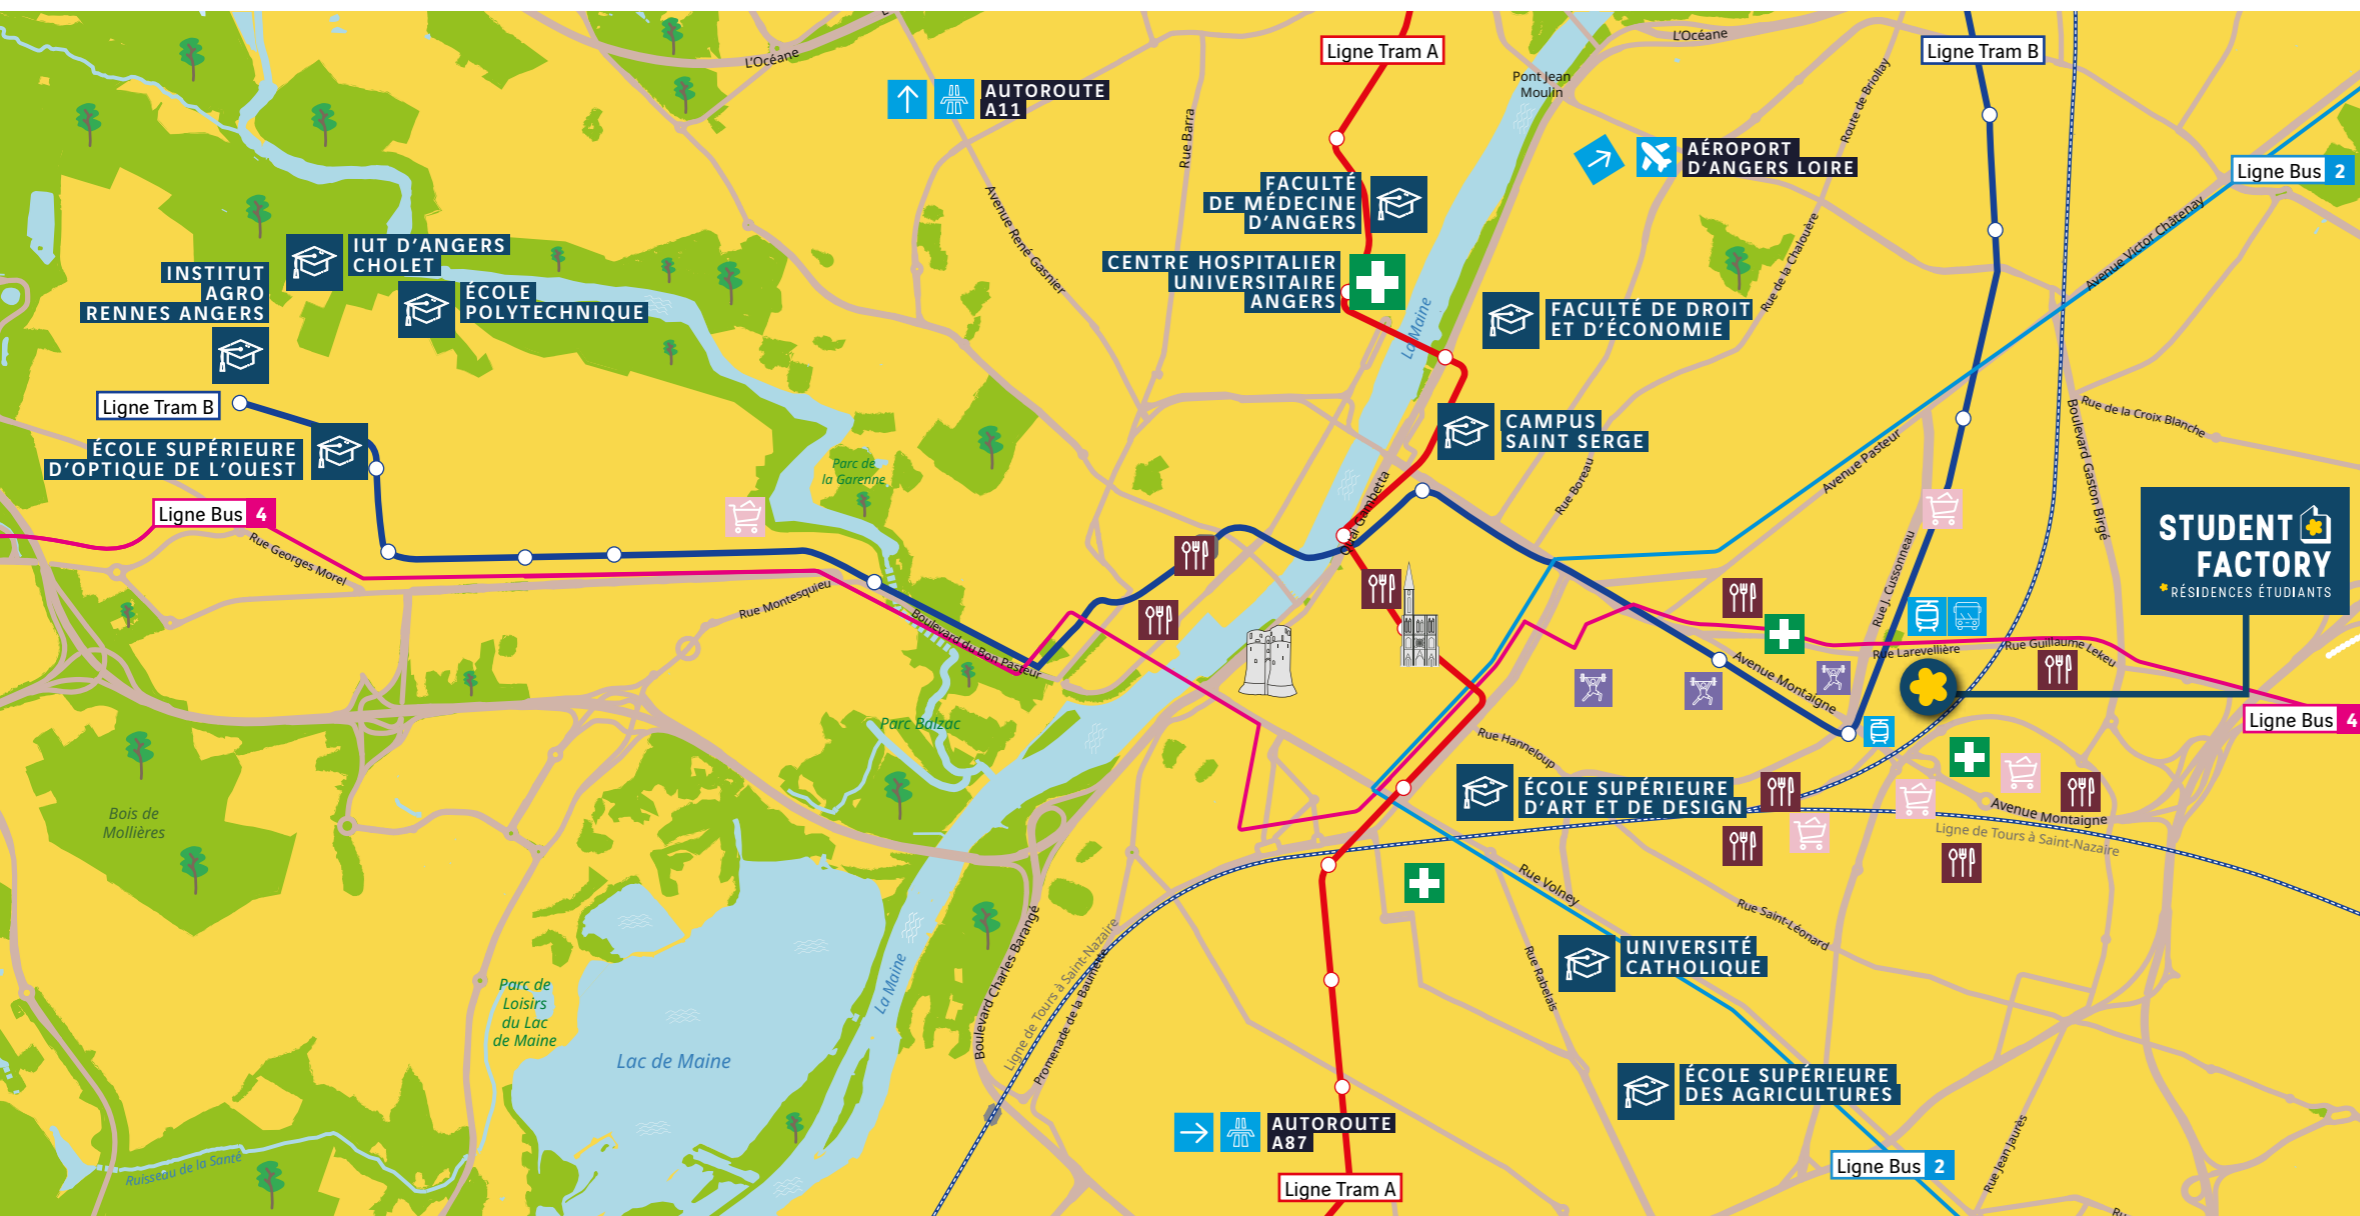 L'Océane
Ligne Tram A
L'Océane
Ligne Tram B
Pont Jean
Moulin
AUTOROUTE
A11
Rue Barra
Route de Briollay
AÉROPORT
D'ANGERS LOIRE
Ligne Bus 2
FACULTÉ
DE MÉDECINE
D'ANGERS
Avenue René Gasnier
Rue de la Chalouère
Avenue Victor Châtenay
IUT D'ANGERS
CHOLET
INSTITUT
AGRO
RENNES ANGERS
ÉCOLE
POLYTECHNIQUE
CENTRE HOSPITALIER
UNIVERSITAIRE
ANGERS
La Maine
FACULTÉ DE DROIT
ET D'ÉCONOMIE
Ligne Tram B
CAMPUS
SAINT SERGE
Rue de la Croix Blanche
Boulevard Gaston Birgé
Avenue Pasteur
ÉCOLE SUPÉRIEURE
D'OPTIQUE DE L'OUEST
Parc de
la Garenne
Quai Gambetta
Rue Boreau
Ligne Bus 4
Rue Georges Morel
STUDENT
FACTORY
RÉSIDENCES ÉTUDIANTS
Rue J. Cussonneau
Rue Montesquieu
Boulevard du Bon Pasteur
Rue Larevellière
Rue Guillaume Lekeu
Avenue Montaigne
Parc Balzac
Ligne Bus 4
Rue Hanneloup
ÉCOLE SUPÉRIEURE
D'ART ET DE DESIGN
Bois de
Mollières
Avenue Montaigne
Ligne de Tours à Saint-Nazaire
Rue Volney
Rue Saint-Léonard
Boulevard Charles Barangé
Ligne de Tours à Saint-Nazaire
Promenade de la Baumette
La Maine
UNIVERSITÉ
CATHOLIQUE
Rue Rabelais
Parc de
Loisirs
du Lac
de Maine
Lac de Maine
ÉCOLE SUPÉRIEURE
DES AGRICULTURES
AUTOROUTE
A87
Rue Jean Jaurès
Ruisseau de la Santé
Ligne Bus 2
Ligne Tram A